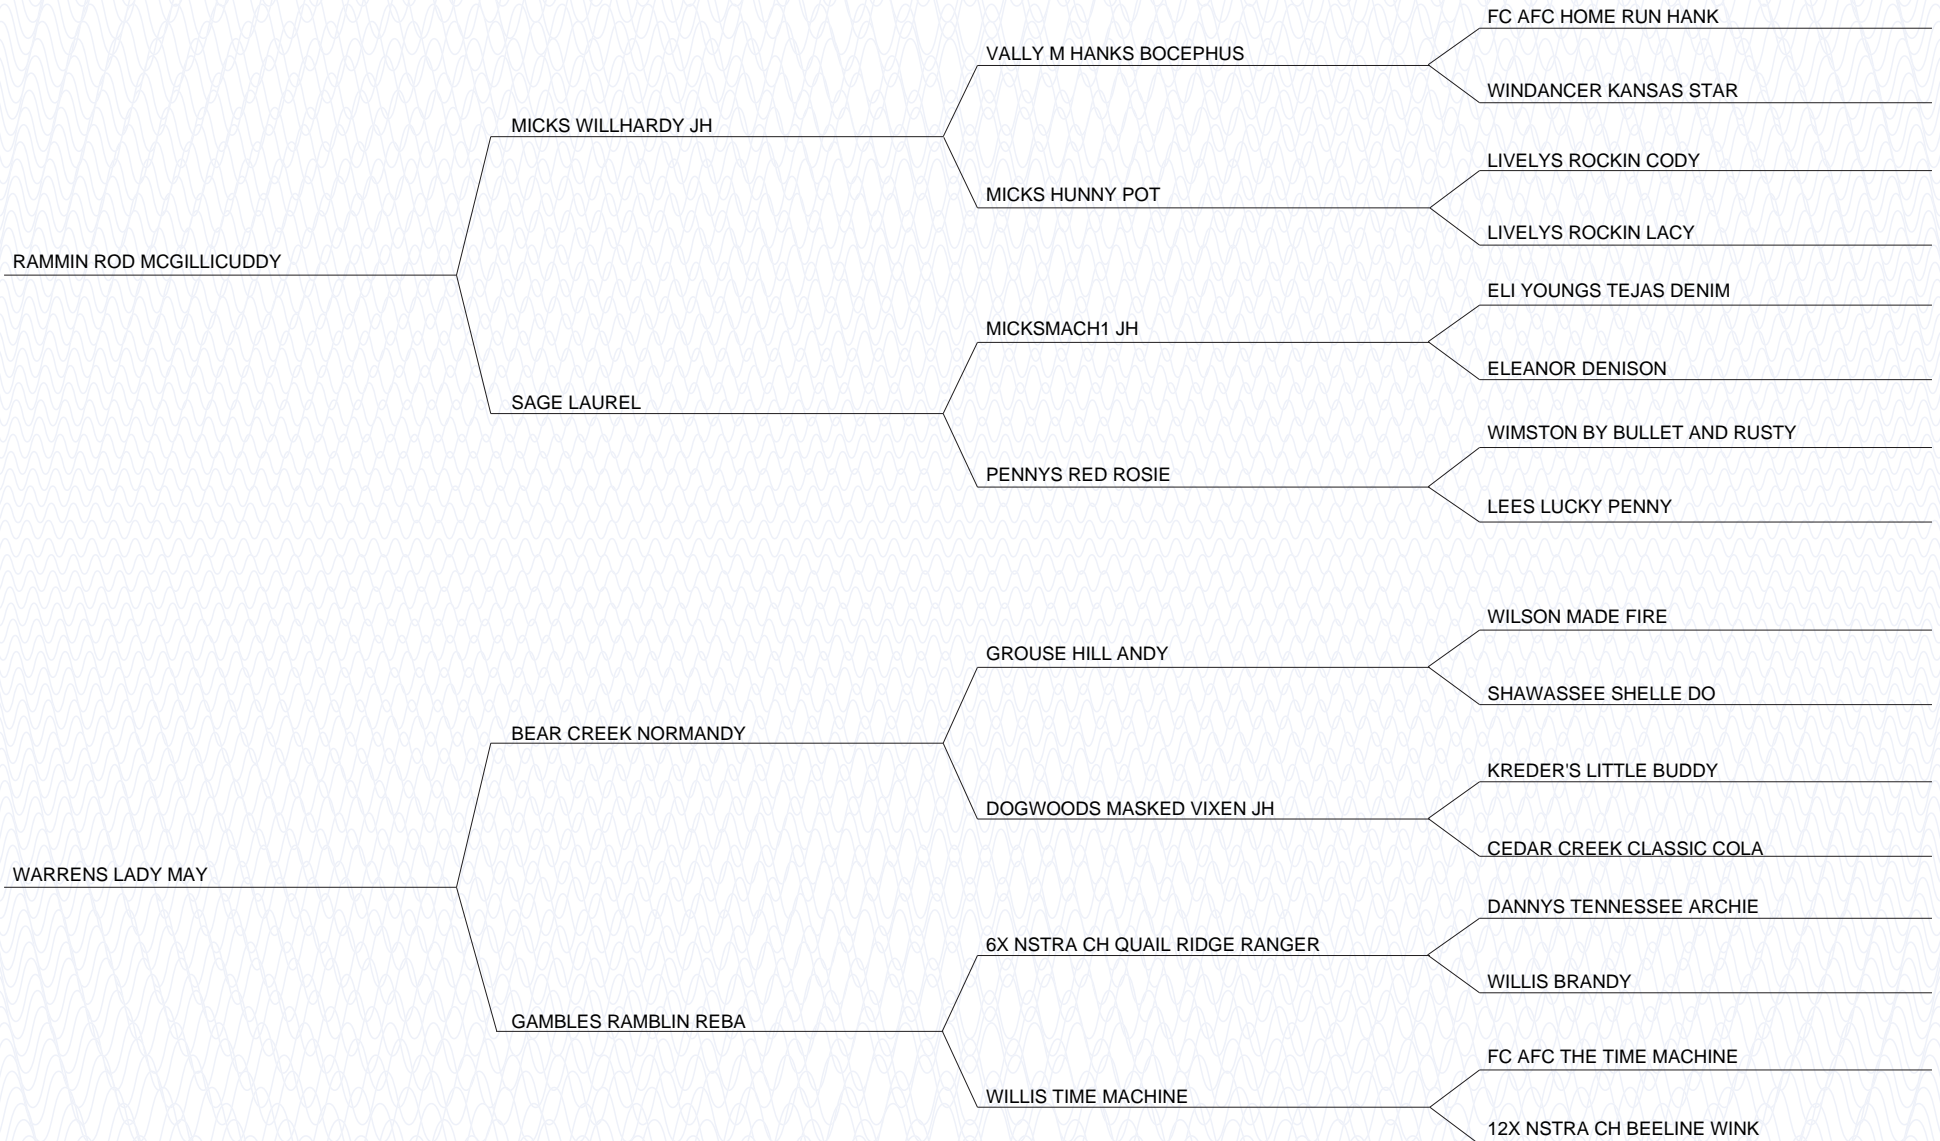 FC AFC HOME RUN HANK
VALLY M HANKS BOCEPHUS
WINDANCER KANSAS STAR
MICKS WILLHARDY JH
LIVELYS ROCKIN CODY
MICKS HUNNY POT
LIVELYS ROCKIN LACY
RAMMIN ROD MCGILLICUDDY
ELI YOUNGS TEJAS DENIM
MICKSMACH1 JH
ELEANOR DENISON
SAGE LAUREL
WIMSTON BY BULLET AND RUSTY
PENNYS RED ROSIE
LEES LUCKY PENNY
WILSON MADE FIRE
GROUSE HILL ANDY
SHAWASSEE SHELLE DO
BEAR CREEK NORMANDY
KREDER'S LITTLE BUDDY
DOGWOODS MASKED VIXEN JH
CEDAR CREEK CLASSIC COLA
WARRENS LADY MAY
DANNYS TENNESSEE ARCHIE
6X NSTRA CH QUAIL RIDGE RANGER
WILLIS BRANDY
GAMBLES RAMBLIN REBA
FC AFC THE TIME MACHINE
WILLIS TIME MACHINE
12X NSTRA CH BEELINE WINK